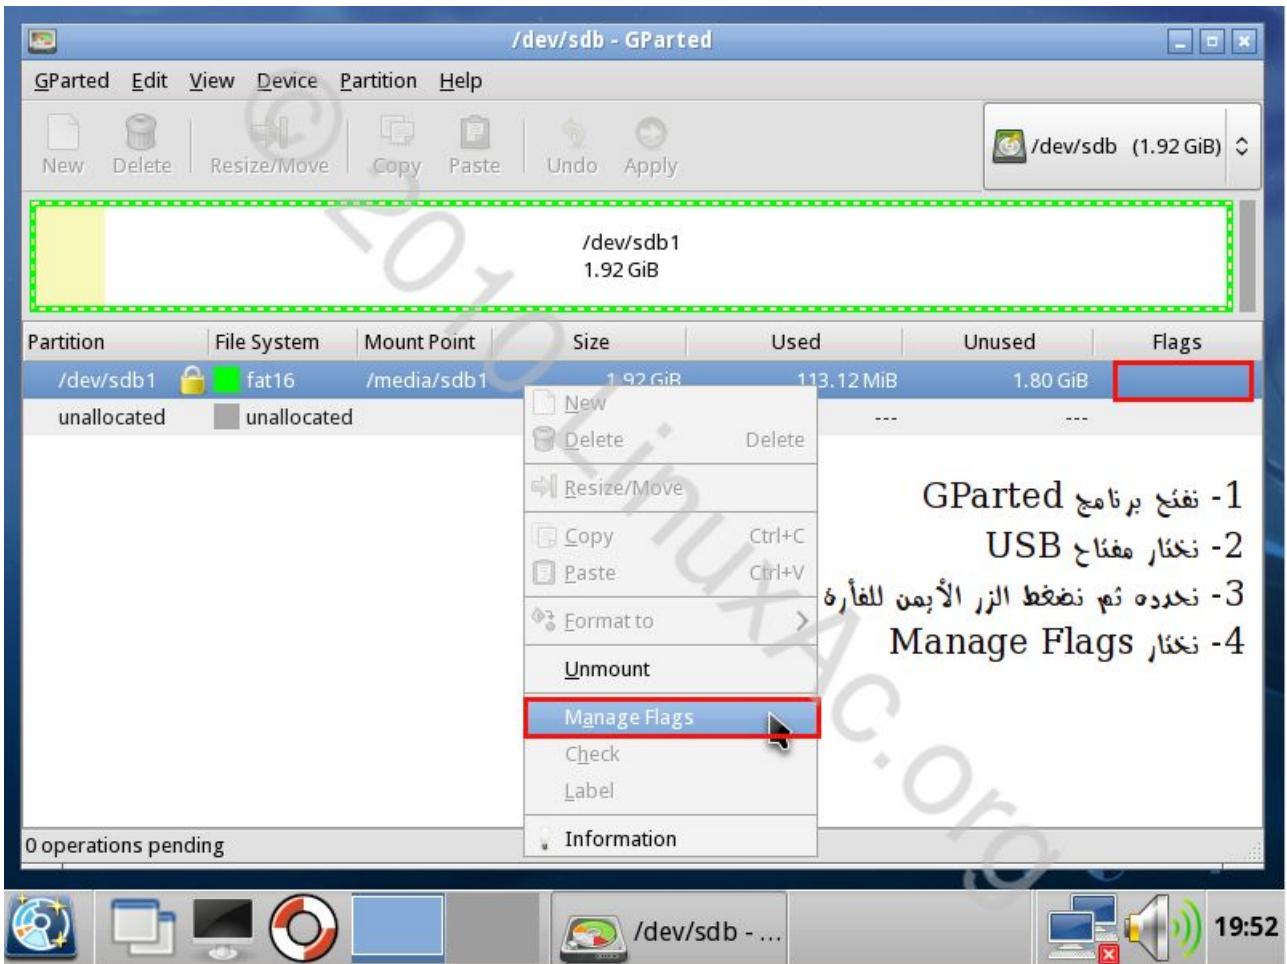 /dev/sdb - GParted
GParted Edit View Device Partition Help
New Delete Resize/Move Copy Paste Undo Apply
/dev/sdb (1.92 GiB)
/dev/sdb1
1.92 GiB
Partition File System Mount Point Size Used Unused Flags
/dev/sdb1 fat16 /media/sdb1 1.92 GiB 113.12 MiB 1.80 GiB
unallocated unallocated --- ---
New
Delete Delete
Resize/Move
Copy Ctrl+C
Paste Ctrl+V
Format to
Unmount
Manage Flags
Check
Label
Information
1- نفتح برنامج GParted
2- نختار مفتاح USB
3- نحدده ثم نضغط الزر الأيمن للفأرة
4- نختار Manage Flags
© 2010 LinuxAc.org
0 operations pending
/dev/sdb - ...
19:52